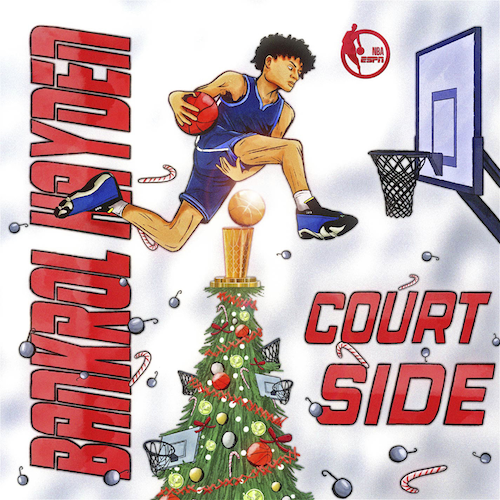 BANKROL HAYDEN
NBA
ESPN
COURT
SIDE